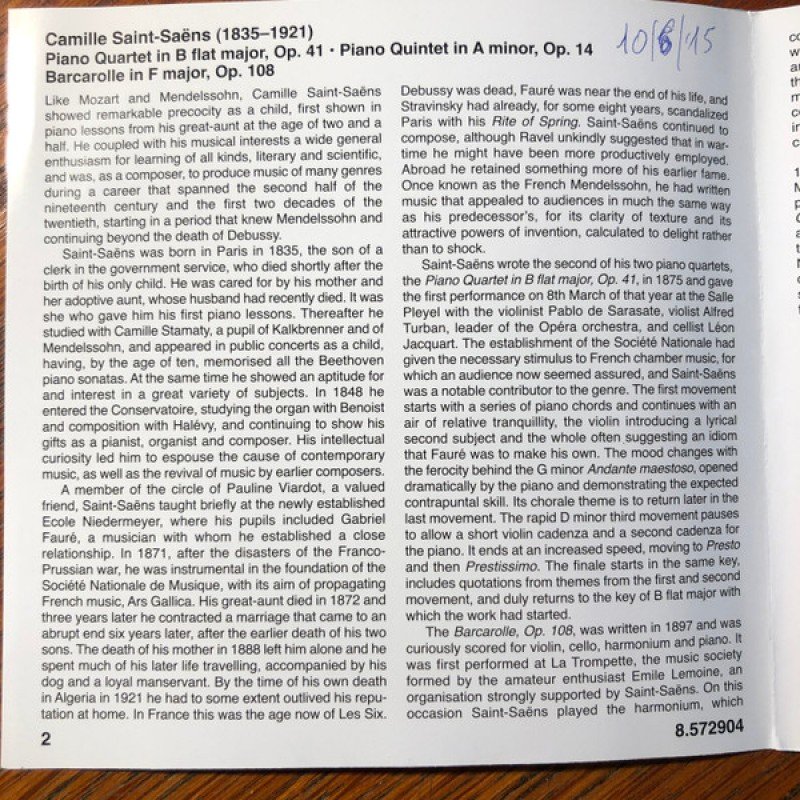 Camille Saint-Saëns (1835–1921)
Piano Quartet in B flat major, Op. 41 · Piano Quintet in A minor, Op. 14
Barcarolle in F major, Op. 108
10/8/15
Like Mozart and Mendelssohn, Camille Saint-Saëns
showed remarkable precocity as a child, first shown in
piano lessons from his great-aunt at the age of two and a
half. He coupled with his musical interests a wide general
enthusiasm for learning of all kinds, literary and scientific,
and was, as a composer, to produce music of many genres
during a career that spanned the second half of the
nineteenth century and the first two decades of the
twentieth, starting in a period that knew Mendelssohn and
continuing beyond the death of Debussy.
Saint-Saëns was born in Paris in 1835, the son of a
clerk in the government service, who died shortly after the
birth of his only child. He was cared for by his mother and
her adoptive aunt, whose husband had recently died. It was
she who gave him his first piano lessons. Thereafter he
studied with Camille Stamaty, a pupil of Kalkbrenner and of
Mendelssohn, and appeared in public concerts as a child,
having, by the age of ten, memorised all the Beethoven
piano sonatas. At the same time he showed an aptitude for
and interest in a great variety of subjects. In 1848 he
entered the Conservatoire, studying the organ with Benoist
and composition with Halévy, and continuing to show his
gifts as a pianist, organist and composer. His intellectual
curiosity led him to espouse the cause of contemporary
music, as well as the revival of music by earlier composers.
A member of the circle of Pauline Viardot, a valued
friend, Saint-Saëns taught briefly at the newly established
Ecole Niedermeyer, where his pupils included Gabriel
Fauré, a musician with whom he established a close
relationship. In 1871, after the disasters of the Franco-
Prussian war, he was instrumental in the foundation of the
Société Nationale de Musique, with its aim of propagating
French music, Ars Gallica. His great-aunt died in 1872 and
three years later he contracted a marriage that came to an
abrupt end six years later, after the earlier death of his two
sons. The death of his mother in 1888 left him alone and he
spent much of his later life travelling, accompanied by his
dog and a loyal manservant. By the time of his own death
in Algeria in 1921 he had to some extent outlived his repu-
tation at home. In France this was the age now of Les Six.
Debussy was dead, Fauré was near the end of his life, and
Stravinsky had already, for some eight years, scandalized
Paris with his Rite of Spring. Saint-Saëns continued to
compose, although Ravel unkindly suggested that in war-
time he might have been more productively employed.
Abroad he retained something more of his earlier fame.
Once known as the French Mendelssohn, he had written
music that appealed to audiences in much the same way
as his predecessor's, for its clarity of texture and its
attractive powers of invention, calculated to delight rather
than to shock.
Saint-Saëns wrote the second of his two piano quartets,
the Piano Quartet in B flat major, Op. 41, in 1875 and gave
the first performance on 8th March of that year at the Salle
Pleyel with the violinist Pablo de Sarasate, violist Alfred
Turban, leader of the Opéra orchestra, and cellist Léon
Jacquart. The establishment of the Société Nationale had
given the necessary stimulus to French chamber music, for
which an audience now seemed assured, and Saint-Saëns
was a notable contributor to the genre. The first movement
starts with a series of piano chords and continues with an
air of relative tranquillity, the violin introducing a lyrical
second subject and the whole often suggesting an idiom
that Fauré was to make his own. The mood changes with
the ferocity behind the G minor Andante maestoso, opened
dramatically by the piano and demonstrating the expected
contrapuntal skill. Its chorale theme is to return later in the
last movement. The rapid D minor third movement pauses
to allow a short violin cadenza and a second cadenza for
the piano. It ends at an increased speed, moving to Presto
and then Prestissimo. The finale starts in the same key,
includes quotations from themes from the first and second
movement, and duly returns to the key of B flat major with
which the work had started.
The Barcarolle, Op. 108, was written in 1897 and was
curiously scored for violin, cello, harmonium and piano. It
was first performed at La Trompette, the music society
formed by the amateur enthusiast Emile Lemoine, an
organisation strongly supported by Saint-Saëns. On this
occasion Saint-Saëns played the harmonium, which
2
8.572904